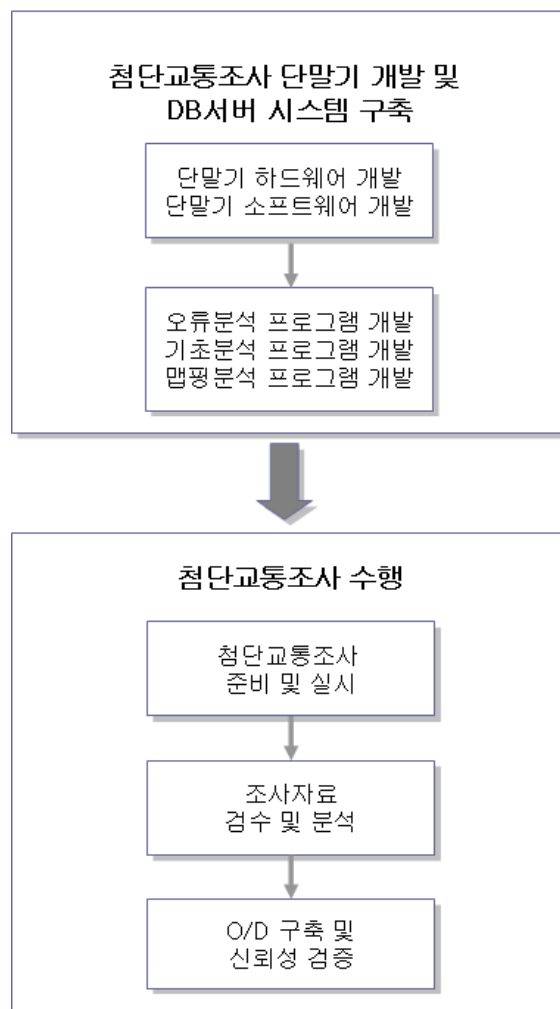 첨단교통조사 단말기 개발 및
DB서버 시스템 구축
단말기 하드웨어 개발
단말기 소프트웨어 개발
오류분석 프로그램 개발
기초분석 프로그램 개발
맵핑분석 프로그램 개발
첨단교통조사 수행
첨단교통조사
준비 및 실시
조사자료
검수 및 분석
O/D 구축 및
신뢰성 검증